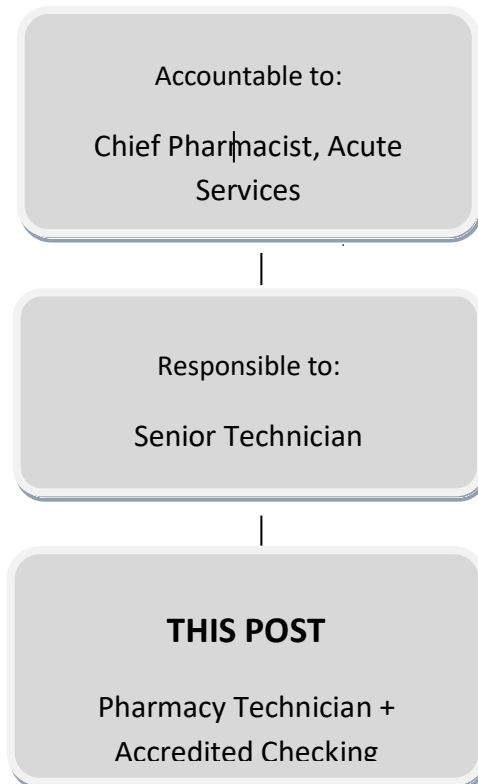 Accountable to:
Chief Pharmacist, Acute
Services
Responsible to:
Senior Technician
THIS POST
Pharmacy Technician +
Accredited Checking